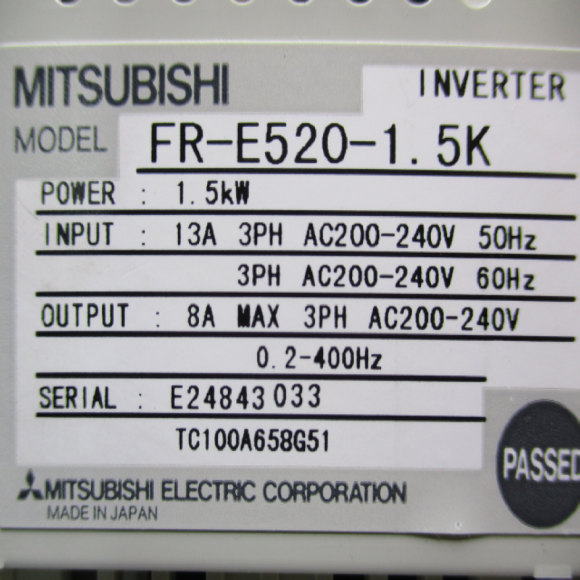 MITSUBISHI INVERTER
MODEL FR-E520-1.5K
POWER : 1.5kW
INPUT : 13A 3PH AC200-240V 50Hz
3PH AC200-240V 60Hz
OUTPUT : 8A MAX 3PH AC200-240V
0.2-400Hz
SERIAL : E24843033
TC100A658G51
PASSED
MITSUBISHI ELECTRIC CORPORATION
MADE IN JAPAN